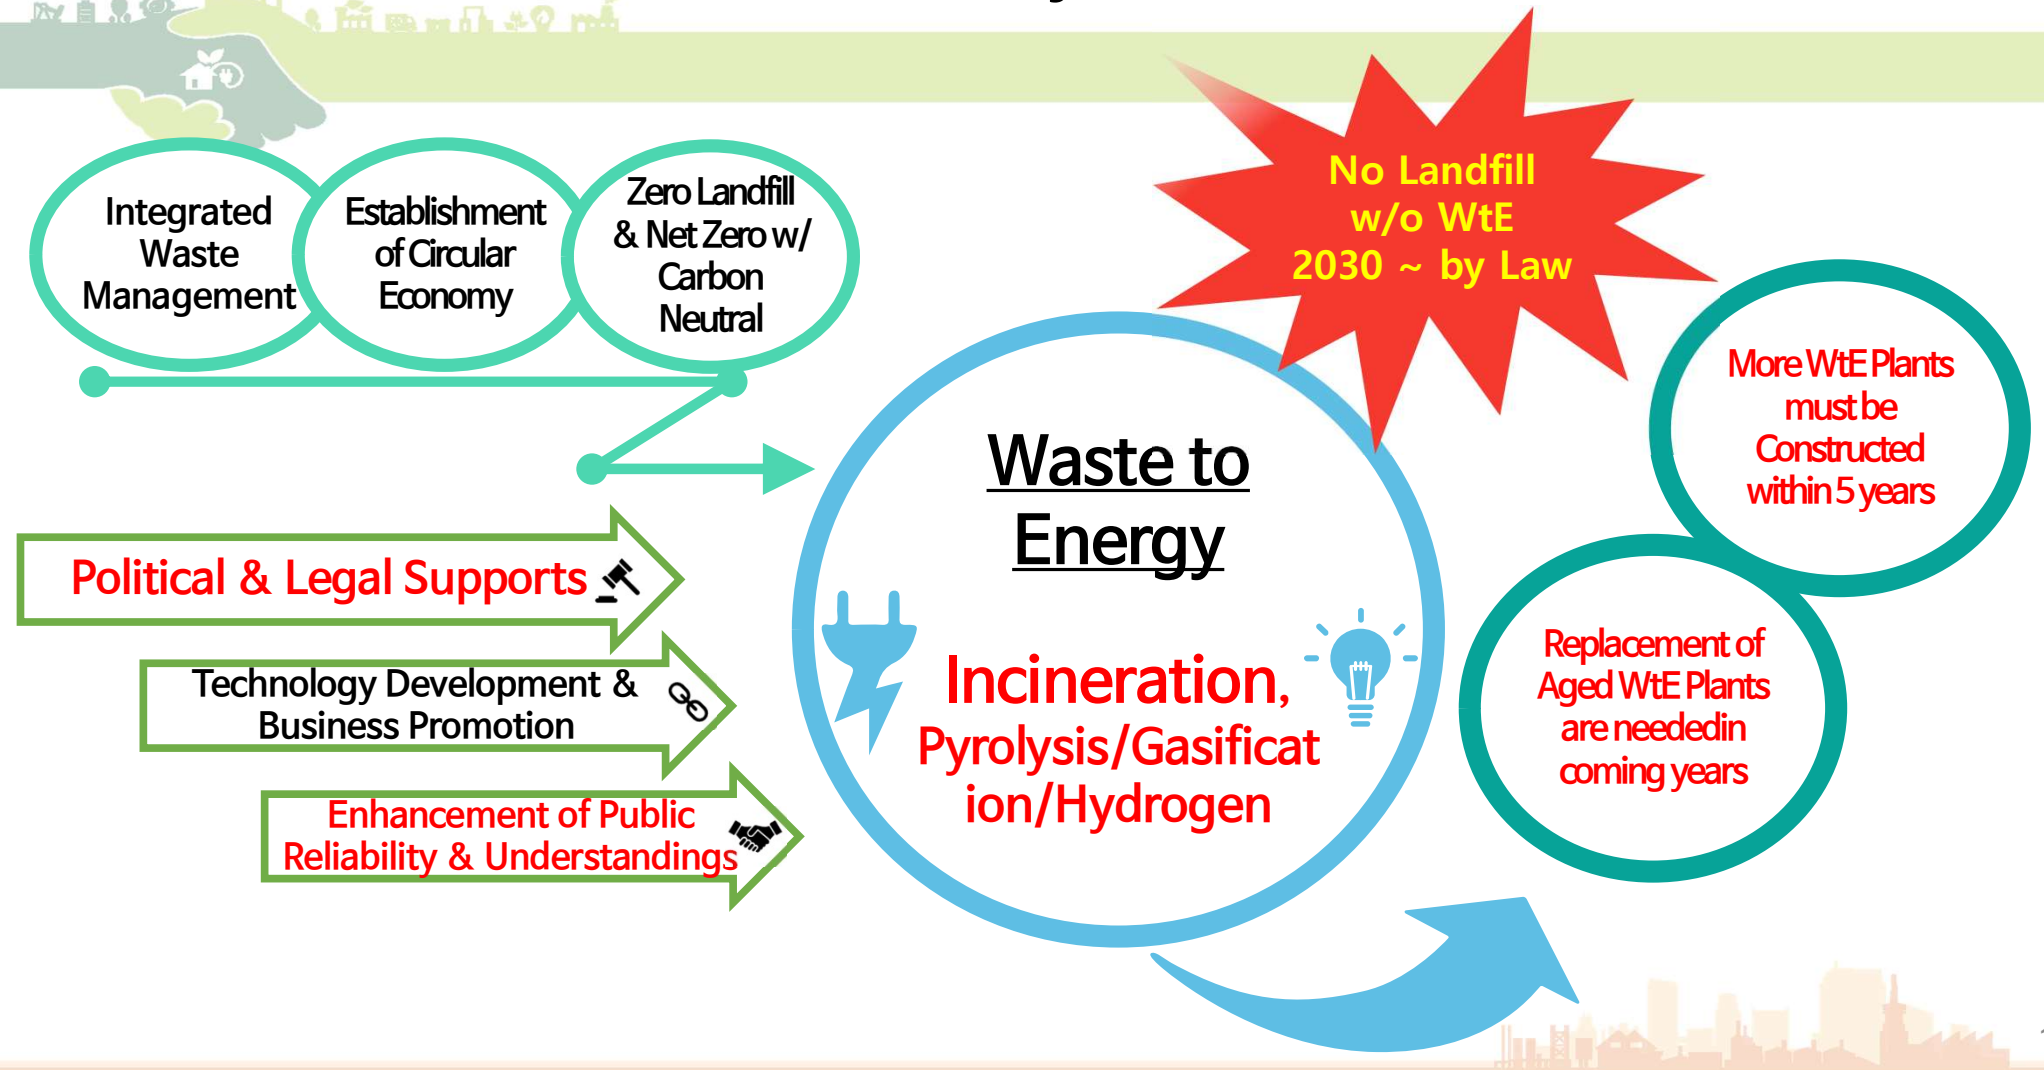 Integrated
Waste
Management
Establishment
of Circular
Economy
Zero Landfill
& Net Zero w/
Carbon
Neutral
No Landfill
w/o WtE
2030 ~ by Law
More WtE Plants
must be
Constructed
within 5 years
Political & Legal Supports
Technology Development &
Business Promotion
Enhancement of Public
Reliability & Understandings
Waste to
Energy
Incineration,
Pyrolysis/Gasificat
ion/Hydrogen
Replacement of
Aged WtE Plants
are neededin
coming years